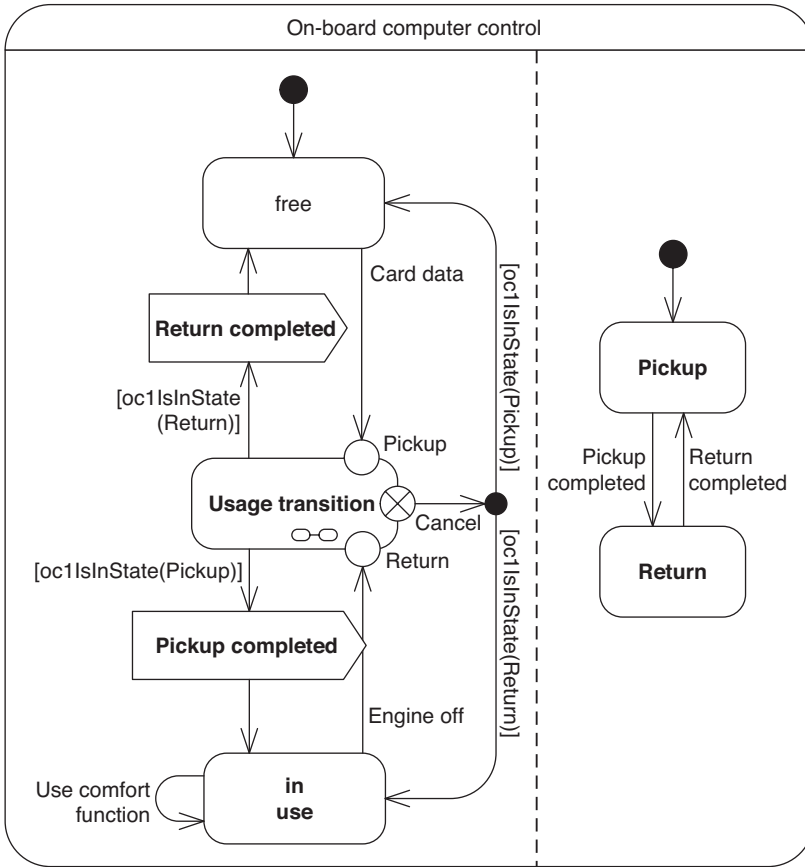 On-board computer control
free
Card data
Return completed
[oc1IsInState
(Return)]
Pickup
Usage transition
Cancel
Return
[oc1IsInState(Pickup)]
Pickup completed
Engine off
Use comfort
function
in
use
[oc1IsInState(Pickup)]
[oc1IsInState(Return)]
Pickup
Pickup
completed
Return
completed
Return